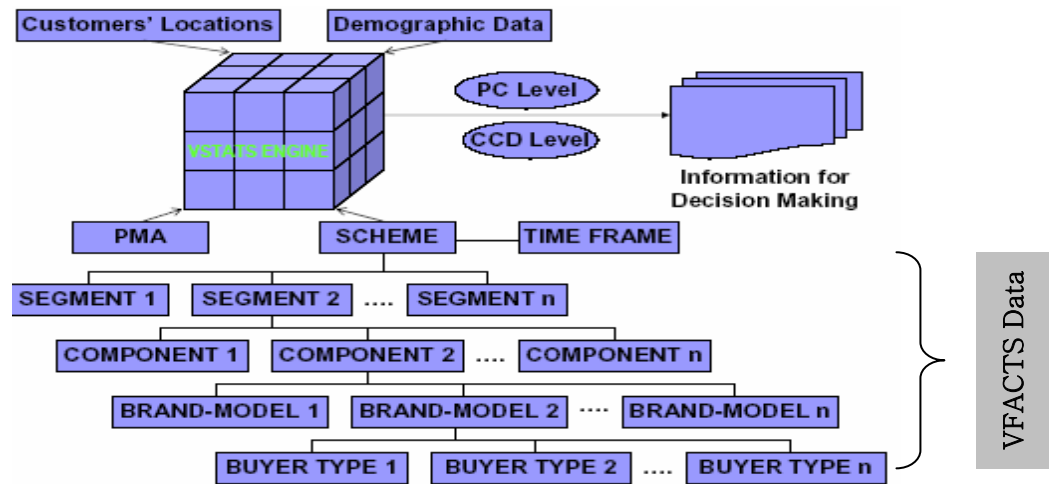 Customers' Locations
Demographic Data
PC Level
CCD Level
VSTATS ENGINE
Information for
Decision Making
PMA
SCHEME
TIME FRAME
SEGMENT 1
SEGMENT 2
....
SEGMENT n
COMPONENT 1
COMPONENT 2
....
COMPONENT n
BRAND-MODEL 1
BRAND-MODEL 2
....
BRAND-MODEL n
BUYER TYPE 1
BUYER TYPE 2
....
BUYER TYPE n
VFACTS Data